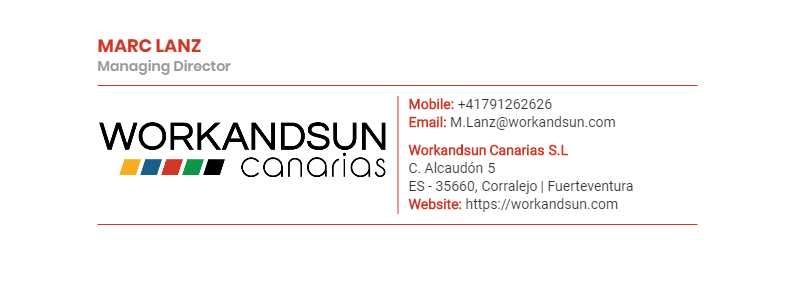 MARC LANZ
Managing Director
WORKANDSUN
canarias
Mobile: +41791262626
Email: M.Lanz@workandsun.com
Workandsun Canarias S.L
C. Alcaudón 5
ES - 35660, Corralejo | Fuerteventura
Website: https://workandsun.com